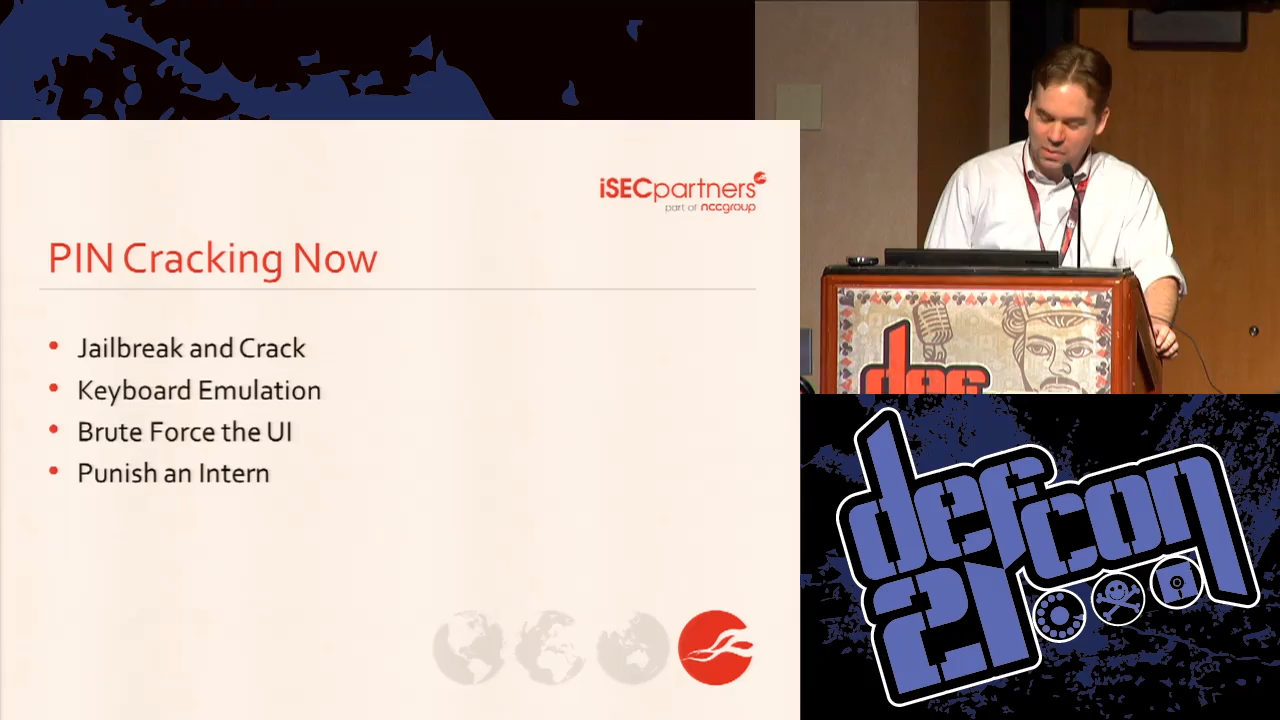 iSECpartners
part of nccgroup
PIN Cracking Now
Jailbreak and Crack
Keyboard Emulation
Brute Force the UI
Punish an Intern
def
defcon
21